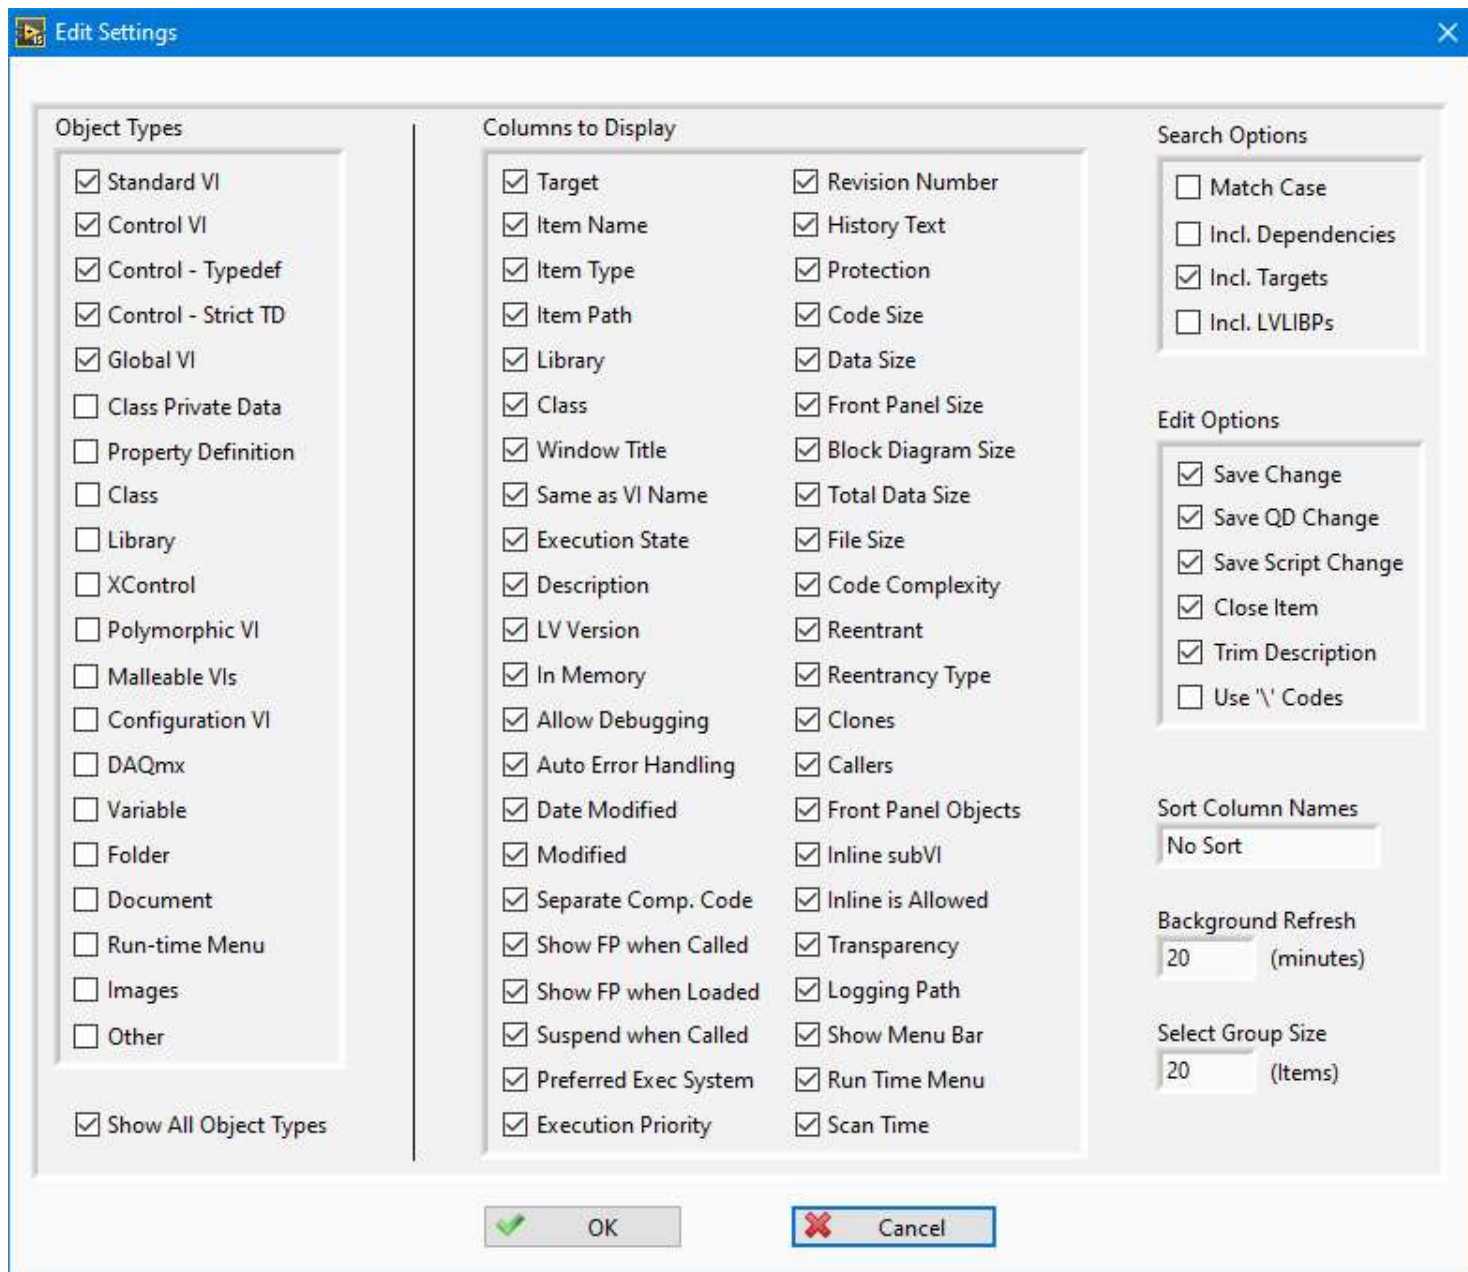 Edit Settings
Object Types
Standard VI
Control VI
Control - Typedef
Control - Strict TD
Global VI
Class Private Data
Property Definition
Class
Library
XControl
Polymorphic VI
Malleable VIs
Configuration VI
DAQmx
Variable
Folder
Document
Run-time Menu
Images
Other
Show All Object Types
Columns to Display
Target
Item Name
Item Type
Item Path
Library
Class
Window Title
Same as VI Name
Execution State
Description
LV Version
In Memory
Allow Debugging
Auto Error Handling
Date Modified
Modified
Separate Comp. Code
Show FP when Called
Show FP when Loaded
Suspend when Called
Preferred Exec System
Execution Priority
Revision Number
History Text
Protection
Code Size
Data Size
Front Panel Size
Block Diagram Size
Total Data Size
File Size
Code Complexity
Reentrant
Reentrancy Type
Clones
Callers
Front Panel Objects
Inline subVI
Inline is Allowed
Transparency
Logging Path
Show Menu Bar
Run Time Menu
Scan Time
Search Options
Match Case
Incl. Dependencies
Incl. Targets
Incl. LVLIBPs
Edit Options
Save Change
Save QD Change
Save Script Change
Close Item
Trim Description
Use '\' Codes
Sort Column Names
No Sort
Background Refresh
20 (minutes)
Select Group Size
20 (Items)
OK
Cancel